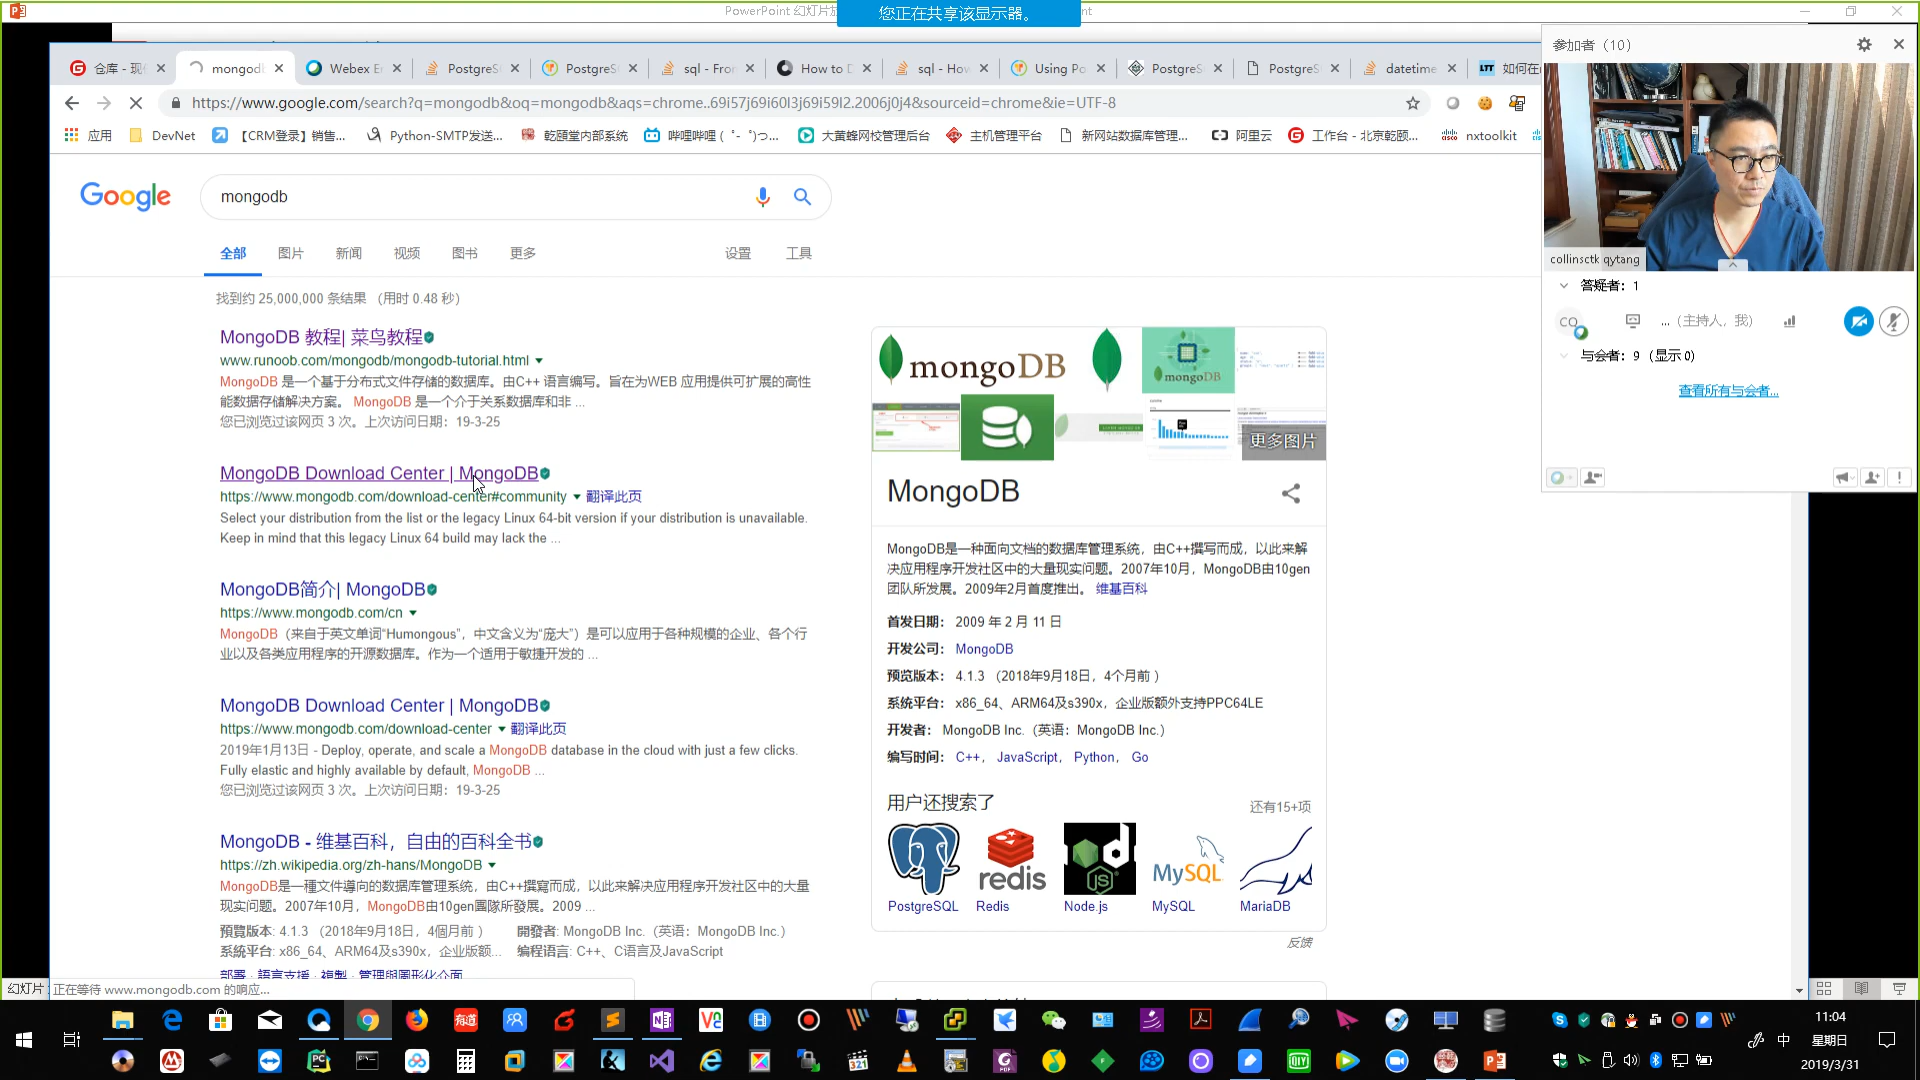 PowerPoint 幻灯片放
您正在共享该显示器。
nt
参加者 (10)
仓库 - 现
mongod
Webex E
PostgreS
PostgreS
sql - Fro
How to D
sql - How
Using Po
PostgreS
PostgreS
datetime
如何在
https://www.google.com/search?q=mongodb&oq=mongodb&aqs=chrome..69i57j69i60l3j69i59l2.2006j0j4&sourceid=chrome&ie=UTF-8
应用
DevNet
【CRM登录】销售...
Python-SMTP发送...
乾颐堂内部系统
哔哩哔哩 ( ゜- ゜)つ...
大黄蜂网校管理后台
主机管理平台
新网站数据库管理...
阿里云
工作台 - 北京乾颐...
nxtoolkit
Google
mongodb
全部
图片
新闻
视频
图书
更多
设置
工具
找到约 25,000,000 条结果 （用时 0.48 秒）
MongoDB 教程| 菜鸟教程
www.runoob.com/mongodb/mongodb-tutorial.html
MongoDB 是一个基于分布式文件存储的数据库。由C++ 语言编写。旨在为WEB 应用提供可扩展的高性
能数据存储解决方案。 MongoDB 是一个介于关系数据库和非 ...
您已浏览过该网页 3 次。上次访问日期：19-3-25
MongoDB Download Center | MongoDB
https://www.mongodb.com/download-center#community 翻译此页
Select your distribution from the list or the legacy Linux 64-bit version if your distribution is unavailable.
Keep in mind that this legacy Linux 64 build may lack the ...
MongoDB简介| MongoDB
https://www.mongodb.com/cn
MongoDB（来自于英文单词“Humongous”，中文含义为“庞大”）是可以应用于各种规模的企业、各个行
业以及各类应用程序的开源数据库。作为一个适用于敏捷开发的 ...
MongoDB Download Center | MongoDB
https://www.mongodb.com/download-center 翻译此页
2019年1月13日 - Deploy, operate, and scale a MongoDB database in the cloud with just a few clicks.
Fully elastic and highly available by default, MongoDB ...
您已浏览过该网页 3 次。上次访问日期：19-3-25
MongoDB - 维基百科，自由的百科全书
https://zh.wikipedia.org/zh-hans/MongoDB
MongoDB是一種文件導向的数据库管理系统，由C++撰寫而成，以此来解决应用程序开发社区中的大量
现实问题。2007年10月，MongoDB由10gen團隊所發展。2009 ...
預覽版本: 4.1.3 （2018年9月18日，4個月前 ）
開發者: MongoDB Inc.（英语：MongoDB Inc.）
系統平台: x86_64、ARM64及s390x，企业版额...
编程语言: C++、C语言及JavaScript
部署 · 語言支援 · 複製 · 管理與圖形化介面
mongoDB
mongoDB
更多图片
MongoDB
MongoDB是一种面向文档的数据库管理系统，由C++撰写而成，以此来解
决应用程序开发社区中的大量现实问题。2007年10月，MongoDB由10gen
团队所发展。2009年2月首度推出。 维基百科
首发日期： 2009 年 2 月 11 日
开发公司： MongoDB
预览版本： 4.1.3 （2018年9月18日，4个月前 ）
系统平台： x86_64、ARM64及s390x，企业版额外支持PPC64LE
开发者： MongoDB Inc.（英语：MongoDB Inc.）
编写时间： C++， JavaScript， Python， Go
用户还搜索了
还有15+项
redis
MySQL
PostgreSQL
Redis
Node.js
MySQL
MariaDB
反馈
collinsctk qytang
答疑者：1
CQ
... （主持人，我）
与会者：9（显示 0）
查看所有与会者...
幻灯片
正在等待 www.mongodb.com 的响应...
11:04
星期日
2019/3/31
中